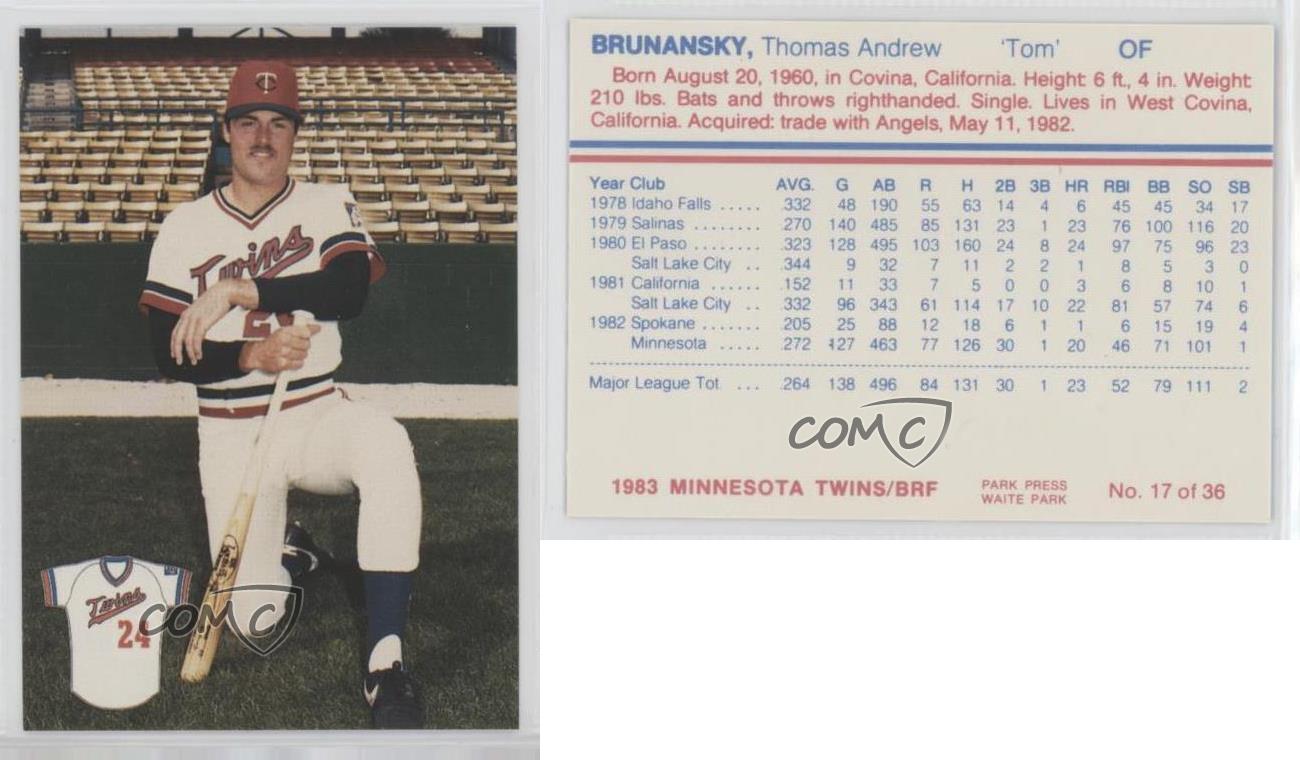 T C
Twins
24
Twins
24
COMC
BRUNANSKY, Thomas Andrew 'Tom' OF
Born August 20, 1960, in Covina, California. Height: 6 ft., 4 in. Weight:
210 lbs. Bats and throws righthanded. Single. Lives in West Covina,
California. Acquired: trade with Angels, May 11, 1982.
Year Club AVG. G AB R H 2B 3B HR RBI BB SO SB
1978 Idaho Falls ..... .332 48 190 55 63 14 4 6 45 45 34 17
1979 Salinas ........ .270 140 485 85 131 23 1 23 76 100 116 20
1980 El Paso ........ .323 128 495 103 160 24 8 24 97 75 96 23
Salt Lake City .. .344 9 32 7 11 2 2 1 8 5 3 0
1981 California ...... .152 11 33 7 5 0 0 3 6 8 10 1
Salt Lake City .. .332 96 343 61 114 17 10 22 81 57 74 6
1982 Spokane ....... .205 25 88 12 18 6 1 1 6 15 19 4
Minnesota ..... .272 127 463 77 126 30 1 20 46 71 101 1
Major League Tot. ... .264 138 496 84 131 30 1 23 52 79 111 2
COMC
1983 MINNESOTA TWINS/BRF
PARK PRESS
WAITE PARK
No. 17 of 36